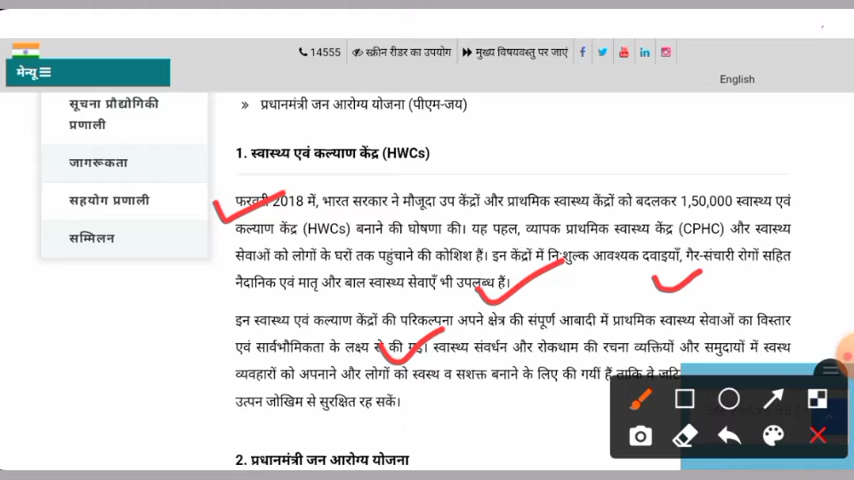 14555
स्क्रीन रीडर का उपयोग
मुख्य विषयवस्तु पर जाएं
मेन्यू
English
सूचना प्रौद्योगिकी
प्रणाली
जागरूकता
सहयोग प्रणाली
सम्मिलन
» प्रधानमंत्री जन आरोग्य योजना (पीएम-जय)
1. स्वास्थ्य एवं कल्याण केंद्र (HWCs)
फरवरी 2018 में, भारत सरकार ने मौजूदा उप केंद्रों और प्राथमिक स्वास्थ्य केंद्रों को बदलकर 1,50,000 स्वास्थ्य एवं
कल्याण केंद्र (HWCs) बनाने की घोषणा की। यह पहल, व्यापक प्राथमिक स्वास्थ्य केंद्र (CPHC) और स्वास्थ्य
सेवाओं को लोगों के घरों तक पहुंचाने की कोशिश हैं। इन केंद्रों में नि:शुल्क आवश्यक दवाइयाँ, गैर-संचारी रोगों सहित
नैदानिक एवं मातृ और बाल स्वास्थ्य सेवाएँ भी उपलब्ध हैं।
इन स्वास्थ्य एवं कल्याण केंद्रों की परिकल्पना अपने क्षेत्र की संपूर्ण आबादी में प्राथमिक स्वास्थ्य सेवाओं का विस्तार
एवं सार्वभौमिकता के लक्ष्य से की गई। स्वास्थ्य संवर्धन और रोकथाम की रचना व्यक्तियों और समुदायों में स्वस्थ
व्यवहारों को अपनाने और लोगों को स्वस्थ व सशक्त बनाने के लिए की गयीं हैं ताकि वे
उत्पन जोखिम से सुरक्षित रह सकें।
2. प्रधानमंत्री जन आरोग्य योजना